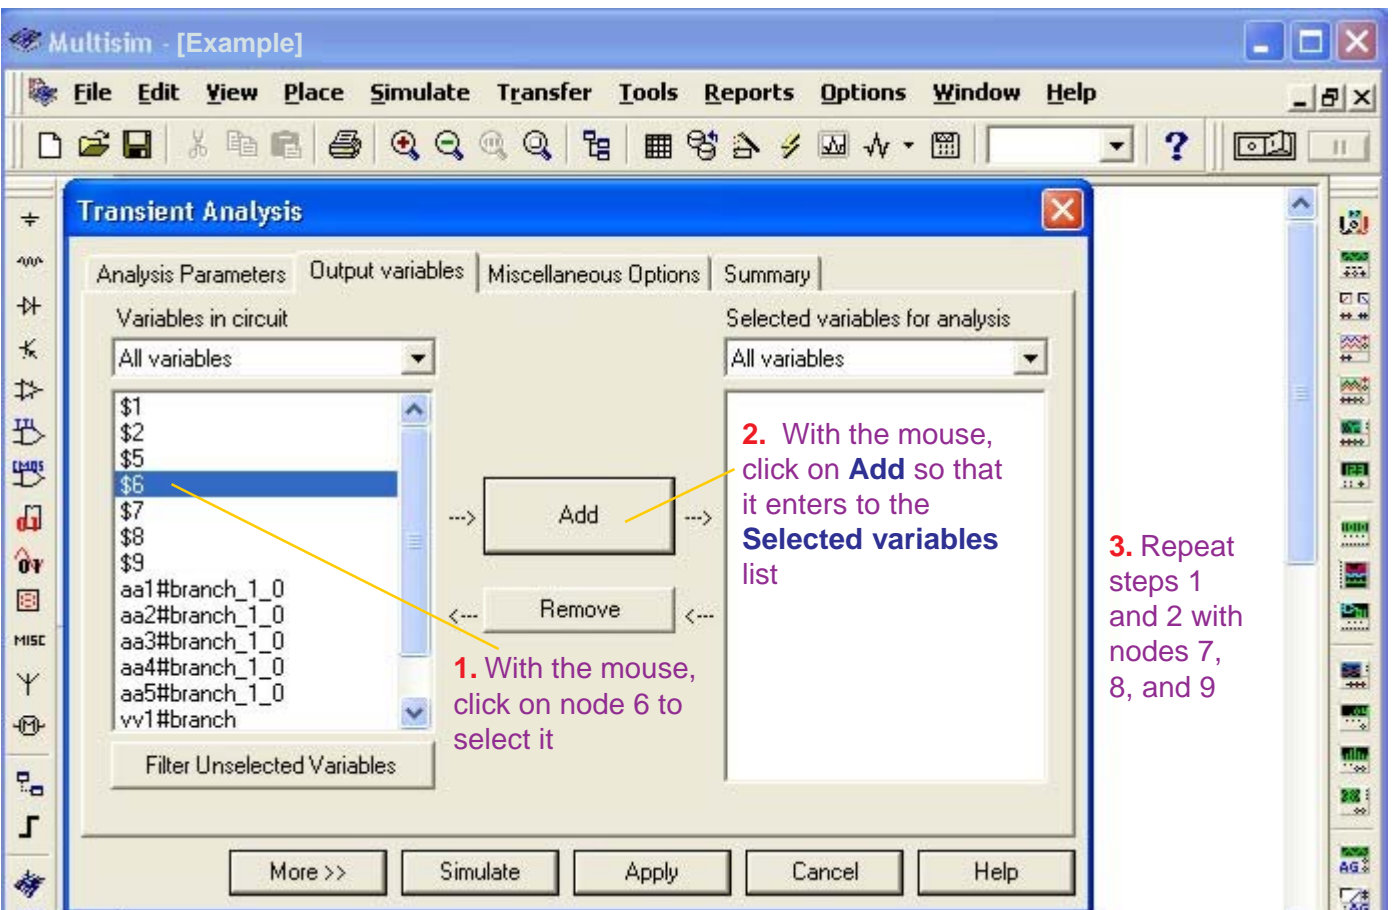 Multisim - [Example]
File Edit View Place Simulate Transfer Tools Reports Options Window Help
Transient Analysis
Analysis Parameters Output variables Miscellaneous Options Summary
Variables in circuit
All variables
$1
$2
$5
$6
$7
$8
$9
aa1#branch_1_0
aa2#branch_1_0
aa3#branch_1_0
aa4#branch_1_0
aa5#branch_1_0
vv1#branch
Filter Unselected Variables
---> Add --->
<--- Remove <---
1. With the mouse,
click on node 6 to
select it
Selected variables for analysis
All variables
2. With the mouse,
click on Add so that
it enters to the
Selected variables
list
3. Repeat
steps 1
and 2 with
nodes 7,
8, and 9
More >> Simulate Apply Cancel Help
TTL
CMOS
MISC
AG